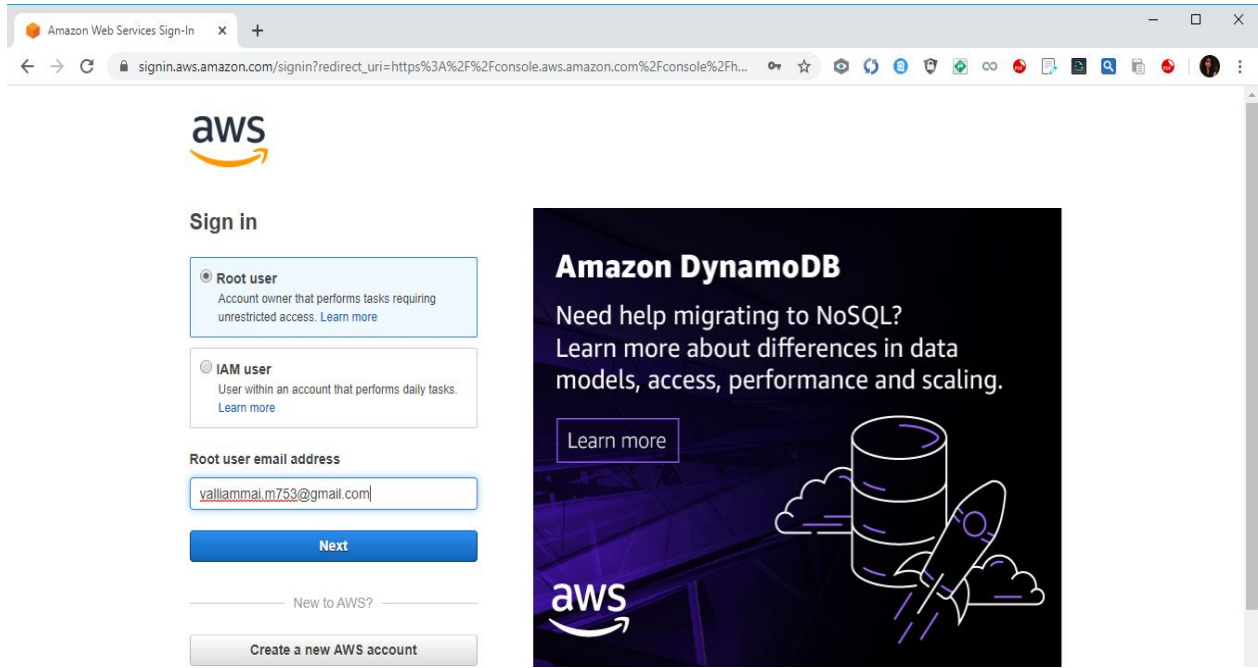 Amazon Web Services Sign-In
signin.aws.amazon.com/signin?redirect_uri=https%3A%2F%2Fconsole.aws.amazon.com%2Fconsole%2Fh...
aws
Sign in
Root user
Account owner that performs tasks requiring
unrestricted access. Learn more
IAM user
User within an account that performs daily tasks.
Learn more
Root user email address
valliammai.m753@gmail.com
Next
New to AWS?
Create a new AWS account
Amazon DynamoDB
Need help migrating to NoSQL?
Learn more about differences in data
models, access, performance and scaling.
Learn more
aws